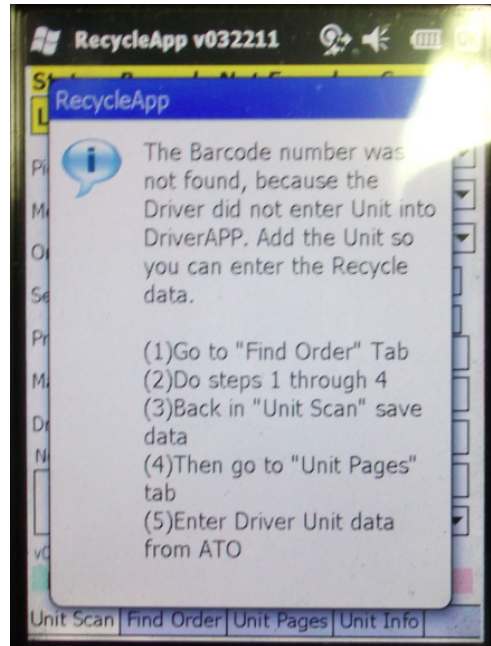 RecycleApp v032211
RecycleApp
The Barcode number was
not found, because the
Driver did not enter Unit into
DriverAPP. Add the Unit so
you can enter the Recycle
data.
(1)Go to "Find Order" Tab
(2)Do steps 1 through 4
(3)Back in "Unit Scan" save
data
(4)Then go to "Unit Pages"
tab
(5)Enter Driver Unit data
from ATO
Unit Scan Find Order Unit Pages Unit Info